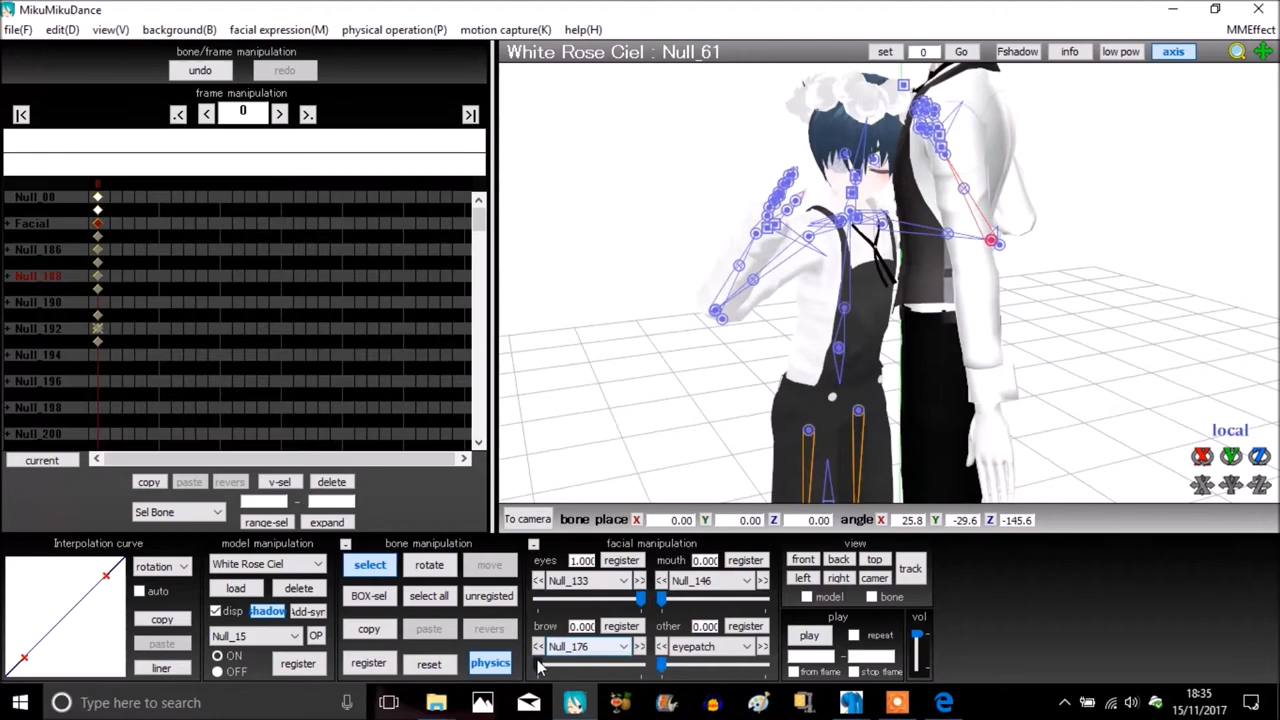 MikuMikuDance
file(F) edit(D) view(V) background(B) facial expression(M) physical operation(P) motion capture(K) help(H) MMEffect
bone/frame manipulation
undo redo
frame manipulation
|< .< < 0 > >. >|
White Rose Ciel : Null_61
set 0 Go Fshadow info low pow axis
0
Null_00
+ Facial
+ Null_186
+ Null_188
+ Null_190
+ Null_192
+ Null_194
+ Null_196
+ Null_198
+ Null_200
current
copy paste revers v-sel delete
Sel Bone -
range-sel expand
local
X Y Z
X Y Z
To camera bone place X 0.00 Y 0.00 Z 0.00 angle X 25.8 Y -29.6 Z -145.6
Interpolation curve
rotation
auto
copy
paste
liner
model manipulation
White Rose Ciel
load delete
disp shadow Add-syn
Null_15 OP
ON
OFF
register
- bone manipulation
select rotate move
BOX-sel select all unregisted
copy paste revers
register reset physics
- facial manipulation
eyes 1.000 register mouth 0.000 register
<< Null_133 >> << Null_146 >>
brow 0.000 register other 0.000 register
<< Null_176 >> << eyepatch >>
view
front back top
left right camer
track
model bone
play
play repeat
-
from flame stop flame
vol
Search the web and Windows
18:35
15/11/2017